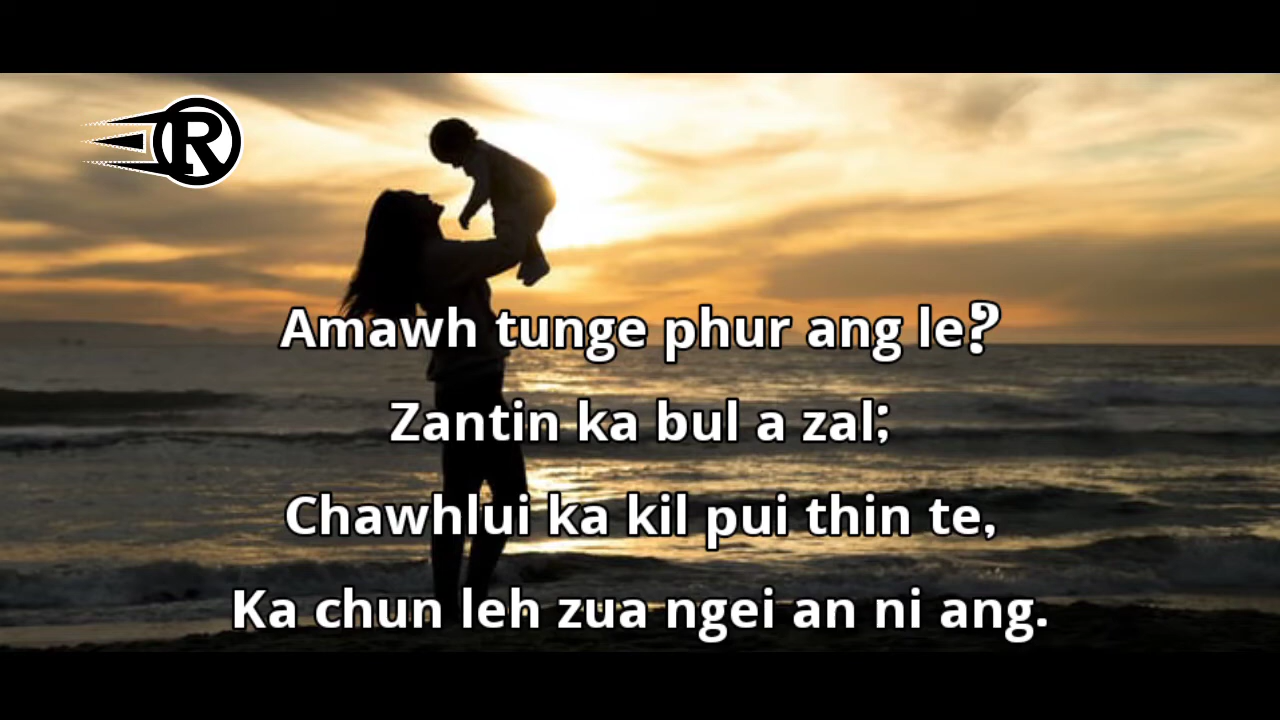 R
Amawh tunge phur ang le?
Zantin ka bul a zal;
Chawhlui ka kil pui thin te,
Ka chun leh zua ngei an ni ang.